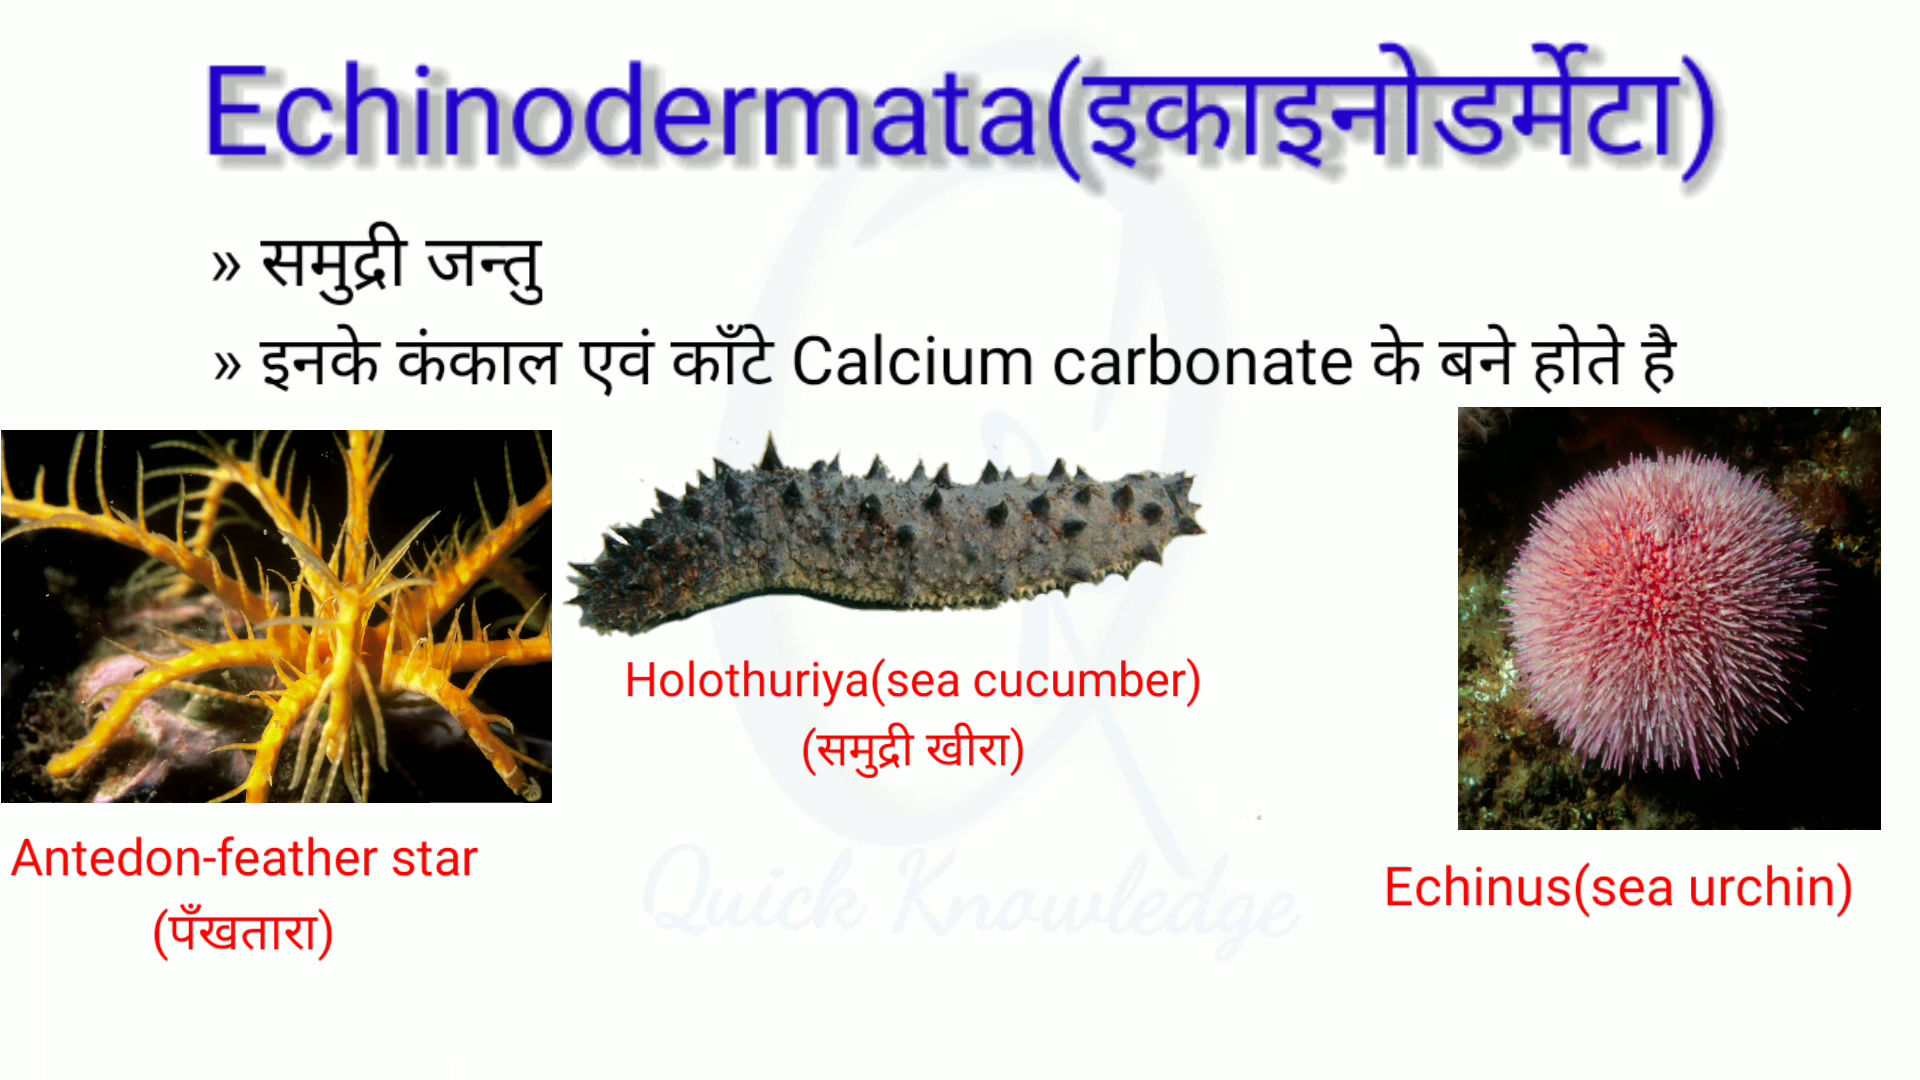 Echinodermata(इकाइनोडर्मेटा)
» समुद्री जन्तु
» इनके कंकाल एवं काँटे Calcium carbonate के बने होते है
Holothuriya(sea cucumber)
(समुद्री खीरा)
Antedon-feather star
(पँखतारा)
Echinus(sea urchin)
Quick Knowledge